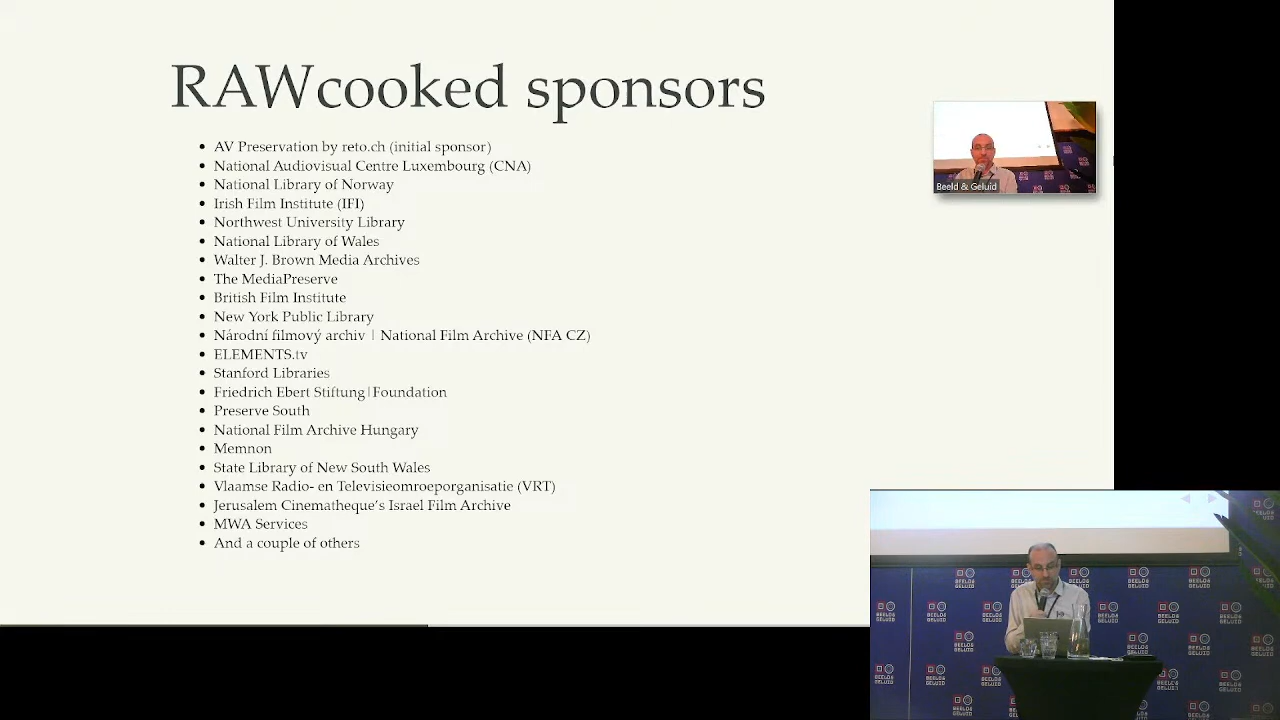 RAWcooked sponsors
AV Preservation by reto.ch (initial sponsor)
National Audiovisual Centre Luxembourg (CNA)
National Library of Norway
Irish Film Institute (IFI)
Northwest University Library
National Library of Wales
Walter J. Brown Media Archives
The MediaPreserve
British Film Institute
New York Public Library
Národní filmový archiv | National Film Archive (NFA CZ)
ELEMENTS.tv
Stanford Libraries
Friedrich Ebert Stiftung|Foundation
Preserve South
National Film Archive Hungary
Memnon
State Library of New South Wales
Vlaamse Radio- en Televisieomroeporganisatie (VRT)
Jerusalem Cinematheque's Israel Film Archive
MWA Services
And a couple of others
Beeld & Geluid
BEELD&
GELUID